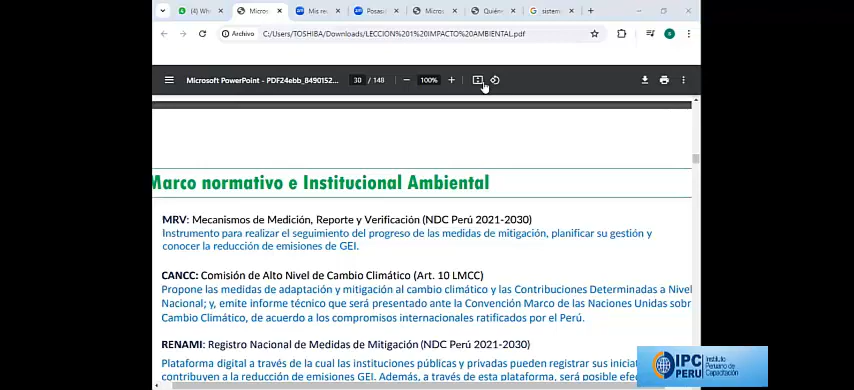 (4) Wh
Micros
Mis re
Posas
Micros
Quién
sistem
Archivo
C:/Users/TOSHIBA/Downloads/LECCION%201%20IMPACTO%20AMBIENTAL.pdf
Microsoft PowerPoint - PDF24ebb_8490152...
30 / 148
100%
Marco normativo e Institucional Ambiental
MRV: Mecanismos de Medición, Reporte y Verificación (NDC Perú 2021-2030)
Instrumento para realizar el seguimiento del progreso de las medidas de mitigación, planificar su gestión y
conocer la reducción de emisiones de GEI.
CANCC: Comisión de Alto Nivel de Cambio Climático (Art. 10 LMCC)
Propone las medidas de adaptación y mitigación al cambio climático y las Contribuciones Determinadas a Nivel
Nacional; y, emite informe técnico que será presentado ante la Convención Marco de las Naciones Unidas sobr
Cambio Climático, de acuerdo a los compromisos internacionales ratificados por el Perú.
RENAMI: Registro Nacional de Medidas de Mitigación (NDC Perú 2021-2030)
Plataforma digital a través de la cual las instituciones públicas y privadas pueden registrar sus inicia
contribuyen a la reducción de emisiones GEI. Además, a través de esta plataforma, será posible efe
IPC PERÚ
Instituto
Peruano de
Capacitación